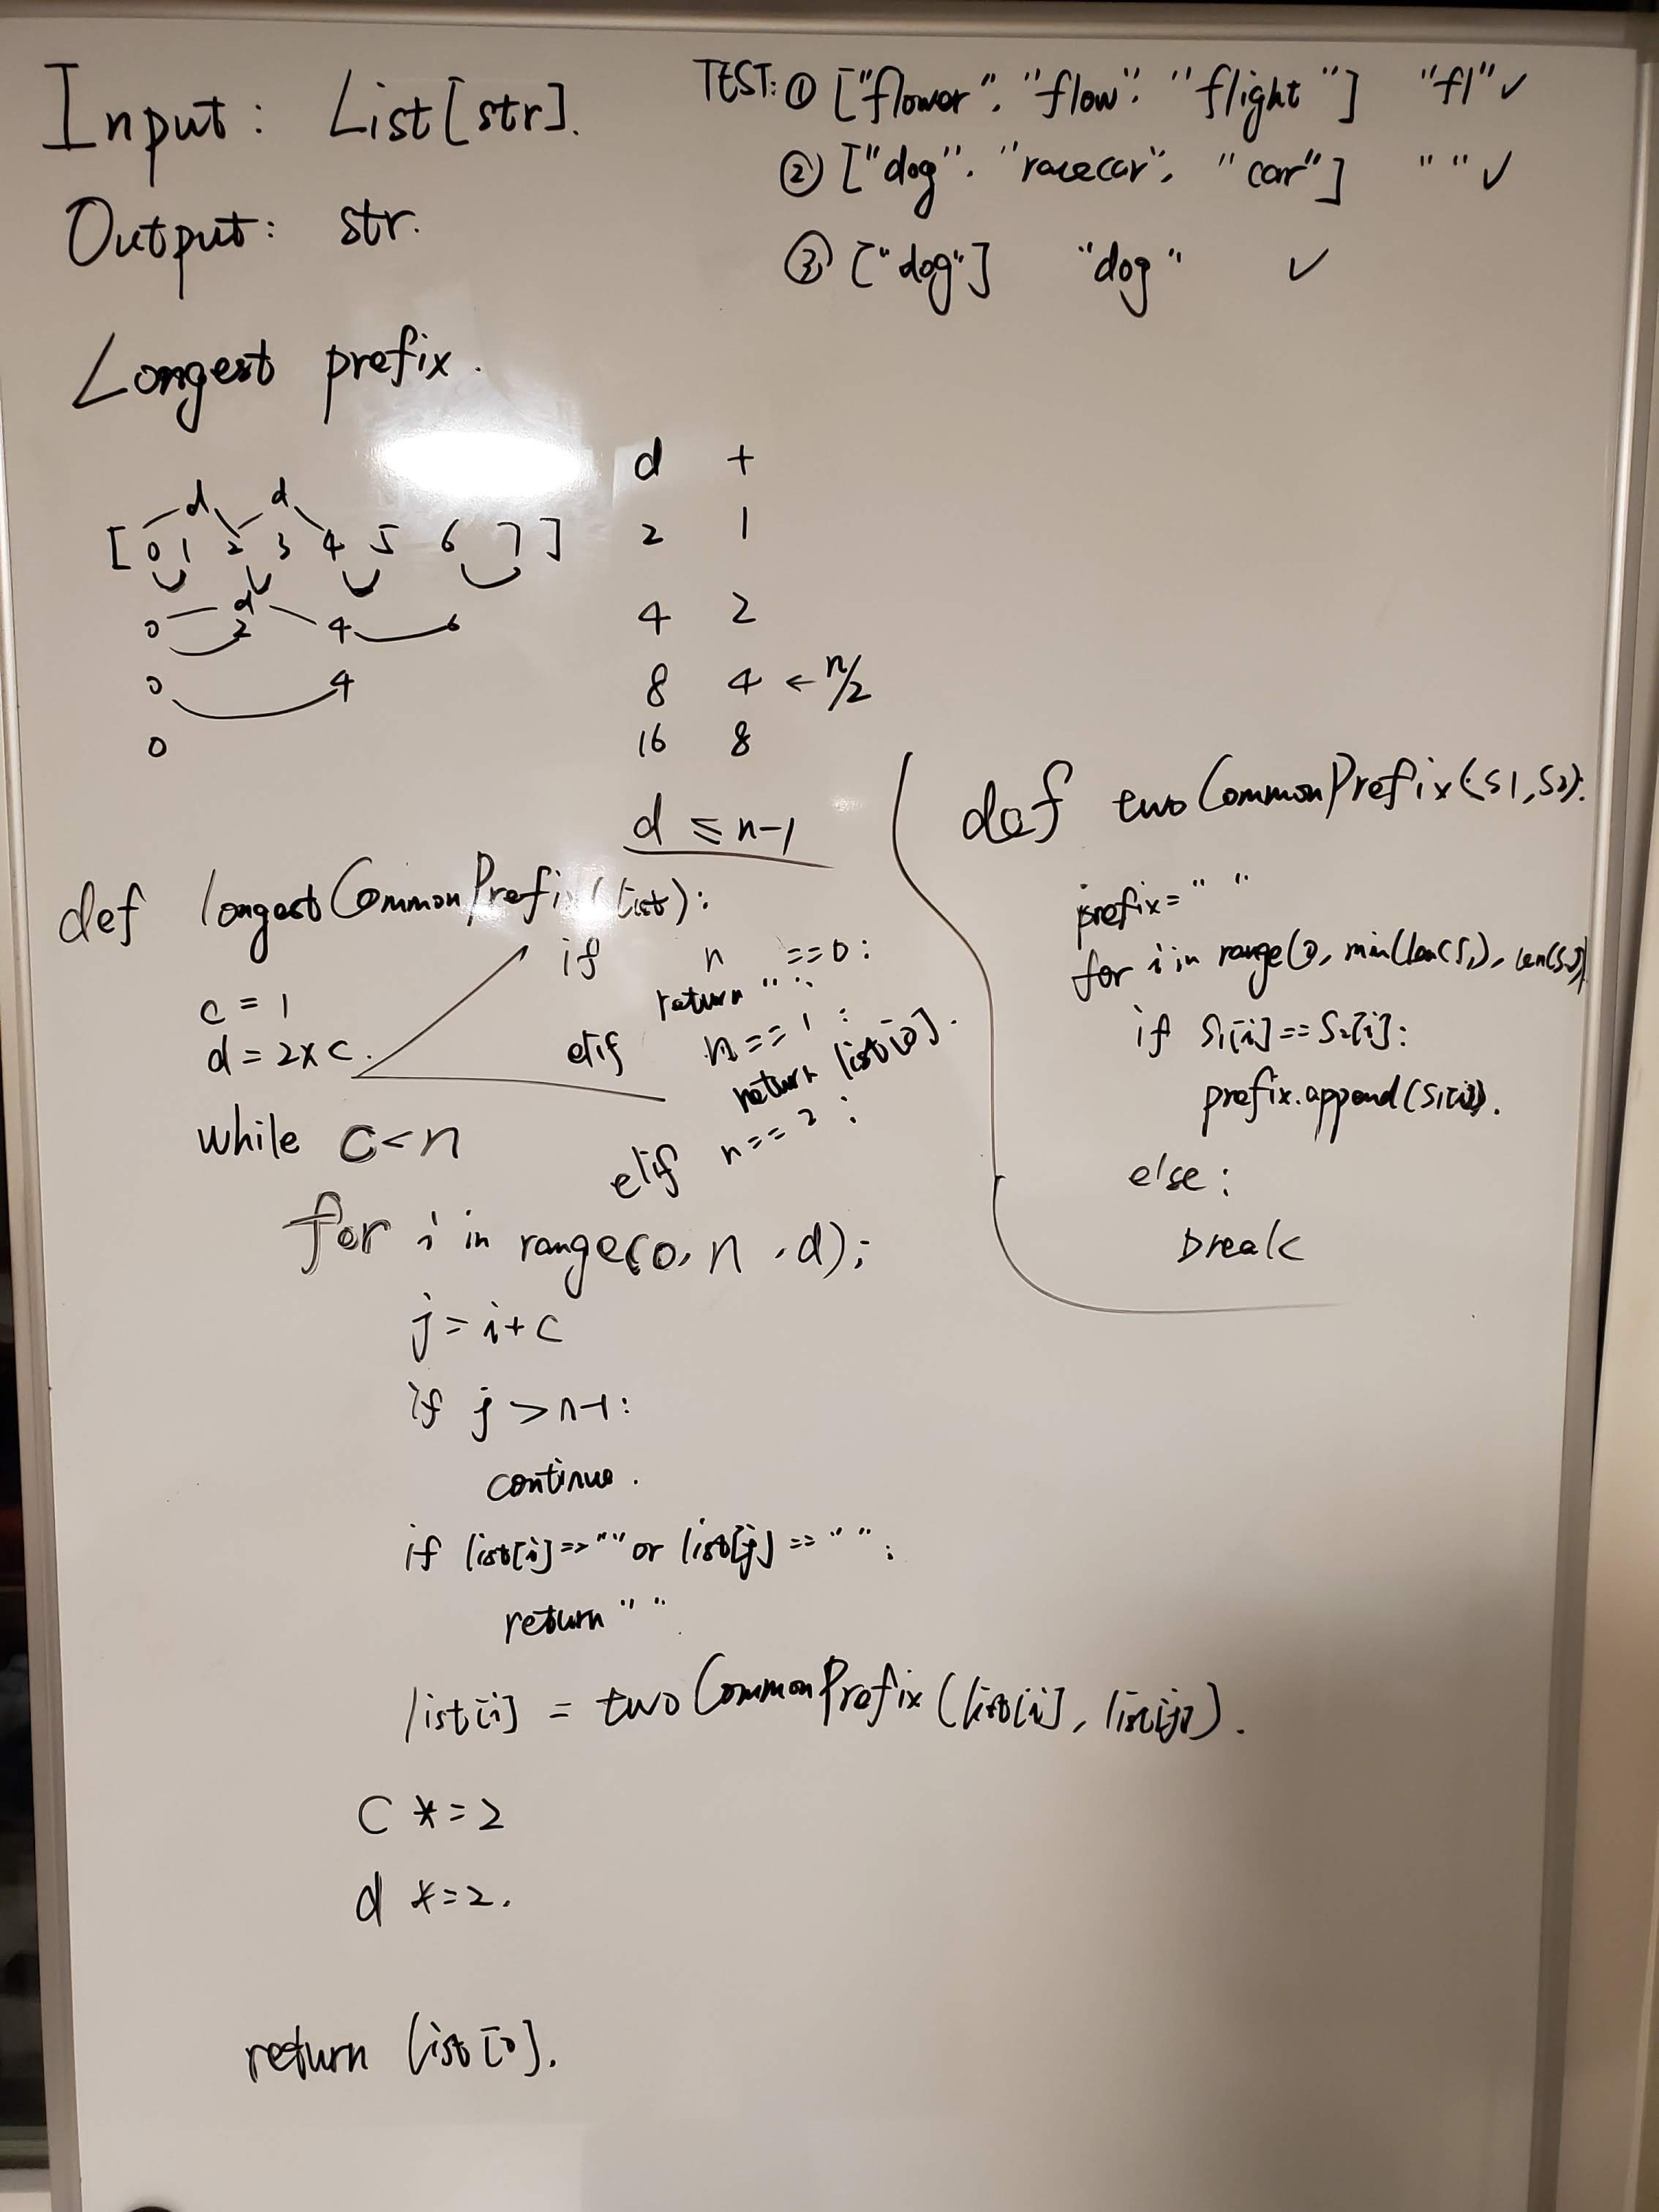 Input: List[str].
Output: str.
Longest prefix.
TEST: ① ["flower", "flow", "flight"] "fl" ✓
② ["dog", "racecar", "car"] " " ✓
③ ["dog"] "dog" ✓
d d
[0 1 2 3 4 5 6 7]
d
0 2 4 6
0 4
0
d +
2 1
4 2
8 4 ← n/2
16 8
d ≤ n-1
def longestCommonPrefix(list):
if n ==0:
return " ".
elif n == 1 :
return list[0].
elif n == 2 :
c = 1
d = 2×c.
while c<n
for i in range(0, n, d):
j = i+c
if j > n-1:
continue.
if list[i]=="" or list[j] == " ":
return " "
list[i] = twoCommonPrefix(list[i], list[j]).
c *=2
d *=2.
return list[0].
def twoCommonPrefix(s1,s2):
prefix=" "
for i in range(0, min(len(s1), len(s2)
if s1[i]==s2[i]:
prefix.append(s1[i]).
else:
break